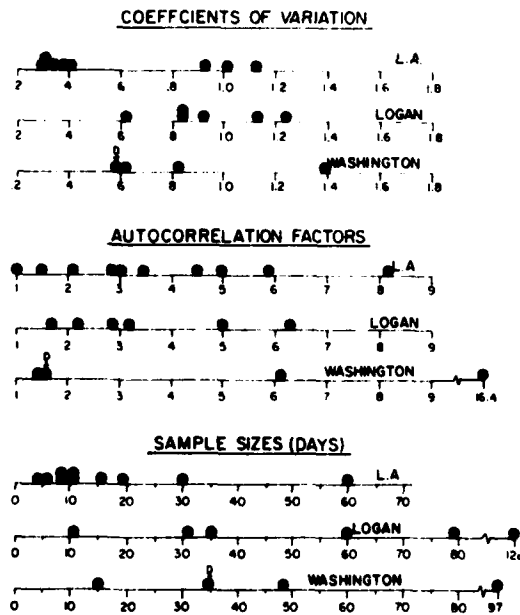 COEFFCIENTS OF VARIATION
L.A.
.2 .4 .6 .8 1.0 1.2 1.4 1.6 1.8
LOGAN
.2 .4 .6 .8 1.0 1.2 1.4 1.6 1.8
D
WASHINGTON
.2 .4 .6 .8 1.0 1.2 1.4 1.6 1.8
AUTOCORRELATION FACTORS
L.A
1 2 3 4 5 6 7 8 9
LOGAN
1 2 3 4 5 6 7 8 9
D
WASHINGTON
1 2 3 4 5 6 7 8 9 16.4
SAMPLE SIZES (DAYS)
L.A
0 10 20 30 40 50 60 70
LOGAN
0 10 20 30 40 50 60 70 80
D
WASHINGTON
0 10 20 30 40 50 60 70 80 97